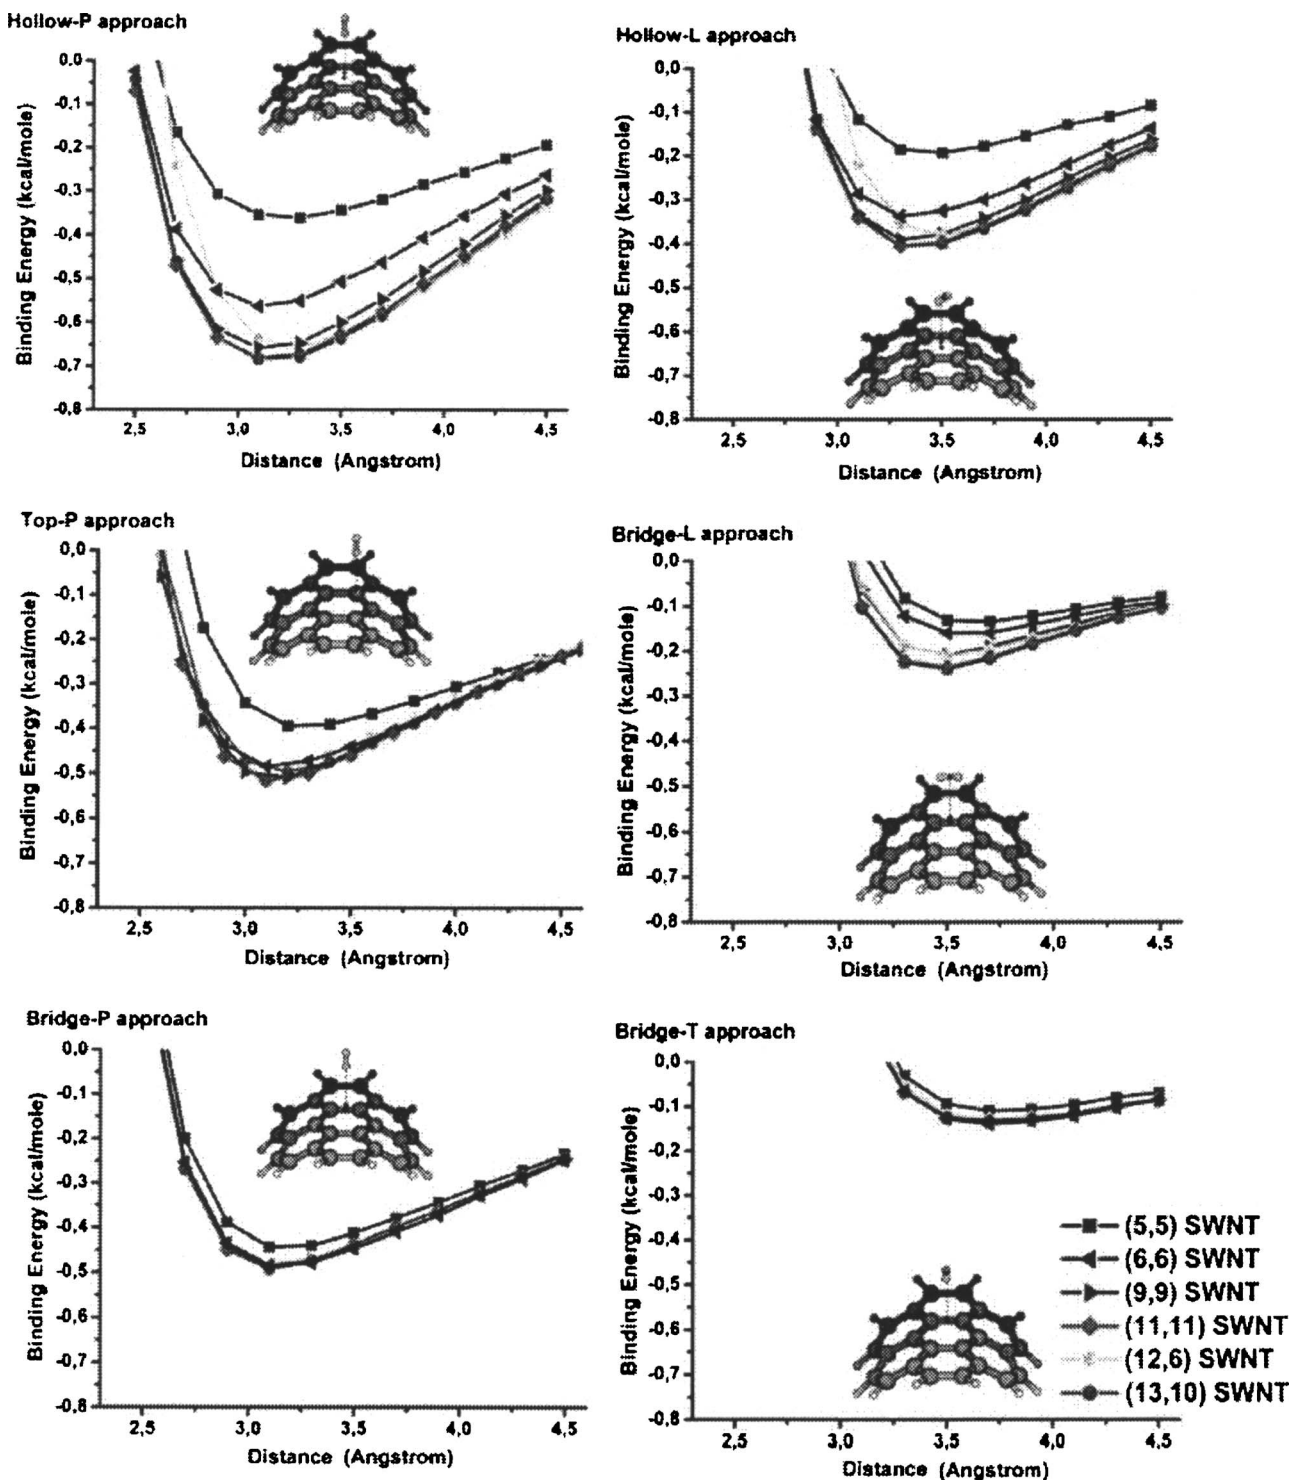 Hollow-P approach
Binding Energy (kcal/mole)
0,0
-0,1
-0,2
-0,3
-0,4
-0,5
-0,6
-0,7
-0,8
2,5 3,0 3,5 4,0 4,5
Distance (Angstrom)
Hollow-L approach
Binding Energy (kcal/mole)
0,0
-0,1
-0,2
-0,3
-0,4
-0,5
-0,6
-0,7
-0,8
2,5 3,0 3,5 4,0 4,5
Distance (Angstrom)
Top-P approach
Binding Energy (kcal/mole)
0,0
-0,1
-0,2
-0,3
-0,4
-0,5
-0,6
-0,7
-0,8
2,5 3,0 3,5 4,0 4,5
Distance (Angstrom)
Bridge-L approach
Binding Energy (kcal/mole)
0,0
-0,1
-0,2
-0,3
-0,4
-0,5
-0,6
-0,7
-0,8
2,5 3,0 3,5 4,0 4,5
Distance (Angstrom)
Bridge-P approach
Binding Energy (kcal/mole)
0,0
-0,1
-0,2
-0,3
-0,4
-0,5
-0,6
-0,7
-0,8
2,5 3,0 3,5 4,0 4,5
Distance (Angstrom)
Bridge-T approach
Binding Energy (kcal/mole)
0,0
-0,1
-0,2
-0,3
-0,4
-0,5
-0,6
-0,7
-0,8
2,5 3,0 3,5 4,0 4,5
Distance (Angstrom)
(5,5) SWNT
(6,6) SWNT
(9,9) SWNT
(11,11) SWNT
(12,6) SWNT
(13,10) SWNT